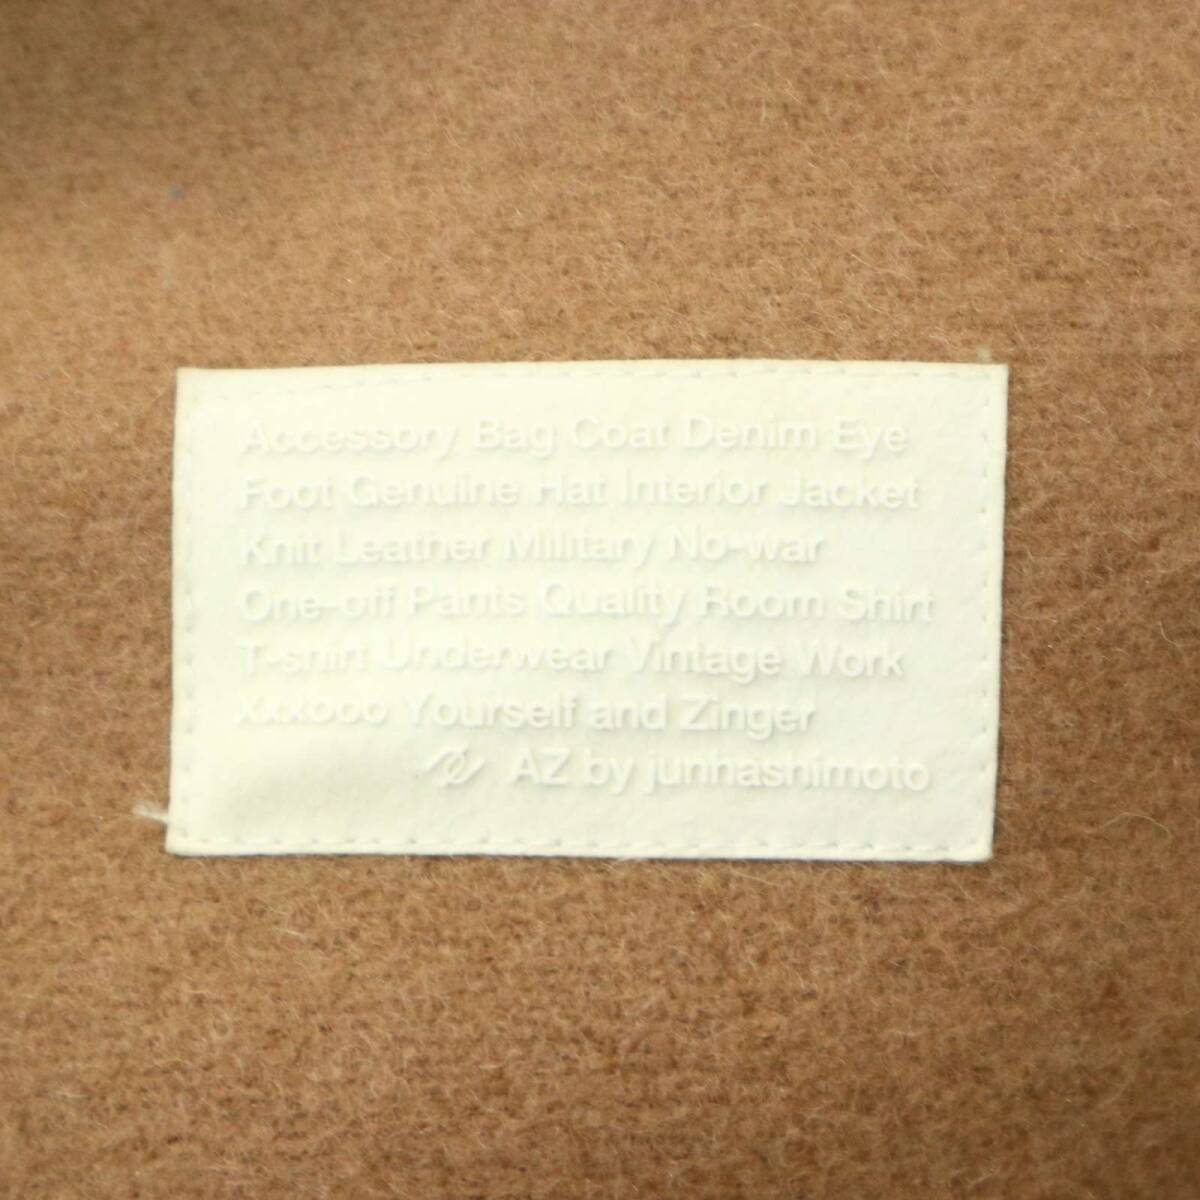 Accessory Bag Coat Denim Eye
Foot Genuine Hat Interior Jacket
Knit Leather Military No-war
One-off Pants Quality Room Shirt
T-shirt Underwear Vintage Work
Xxxooo Yourself and Zinger
AZ by junhashimoto